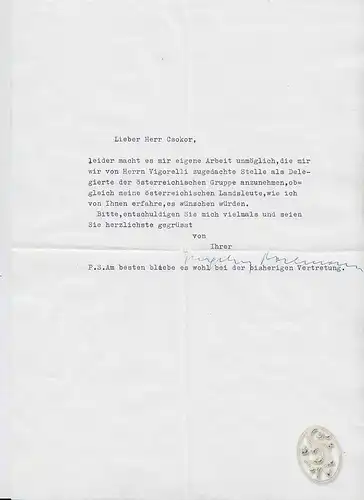 Lieber Herr Csokor,
leider macht es mir eigene Arbeit unmöglich,die mir
wir von Herrn Vigorelli zugedachte Stelle als Dele-
gierte der österreichischen Gruppe anzunehmen,ob-
gleich meine österreichischen Landsleute,wie ich
von Ihnen erfahre,es wünschen würden.
Bitte,entschuldigen Sie mich vielmals und seien
Sie herzlichste gegrüsst
von
Ihrer
P.S.Am besten bliebe es wohl bei der bisherigen Vertretung.